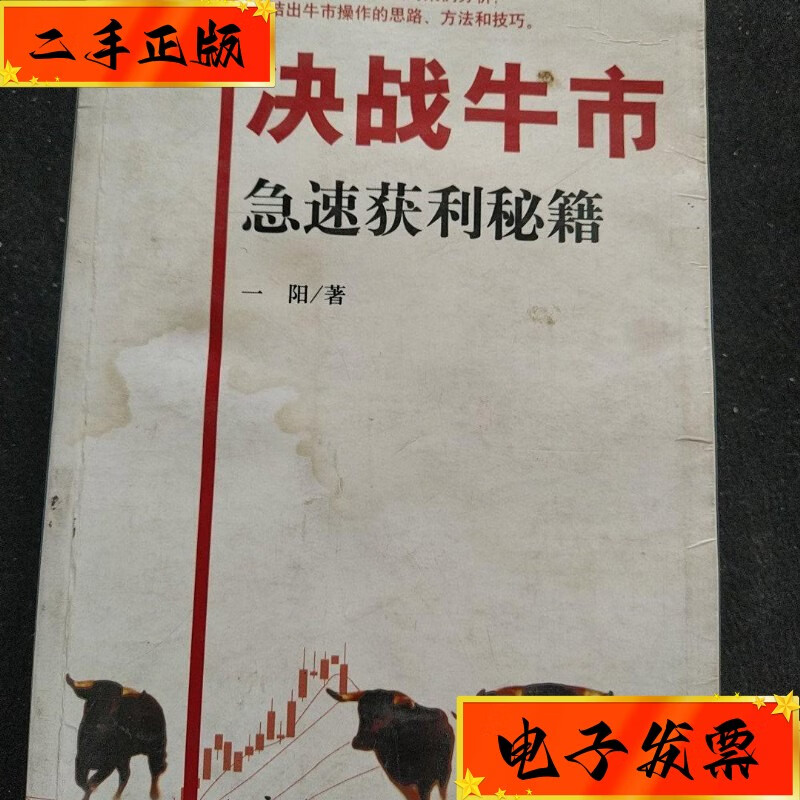 二手正版
结出牛市操作的思路、方法和技巧。
决战牛市
急速获利秘籍
一 阳/著
电子发票